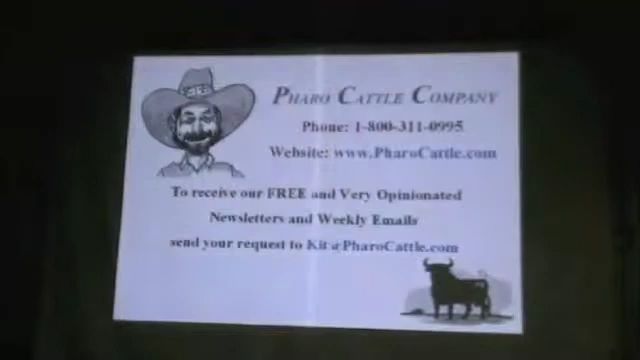 PHARO CATTLE COMPANY
Phone: 1-800-311-0995
Website: www.PharoCattle.com
To receive our FREE and Very Opinionated
Newsletters and Weekly Emails
send your request to Kit@PharoCattle.com